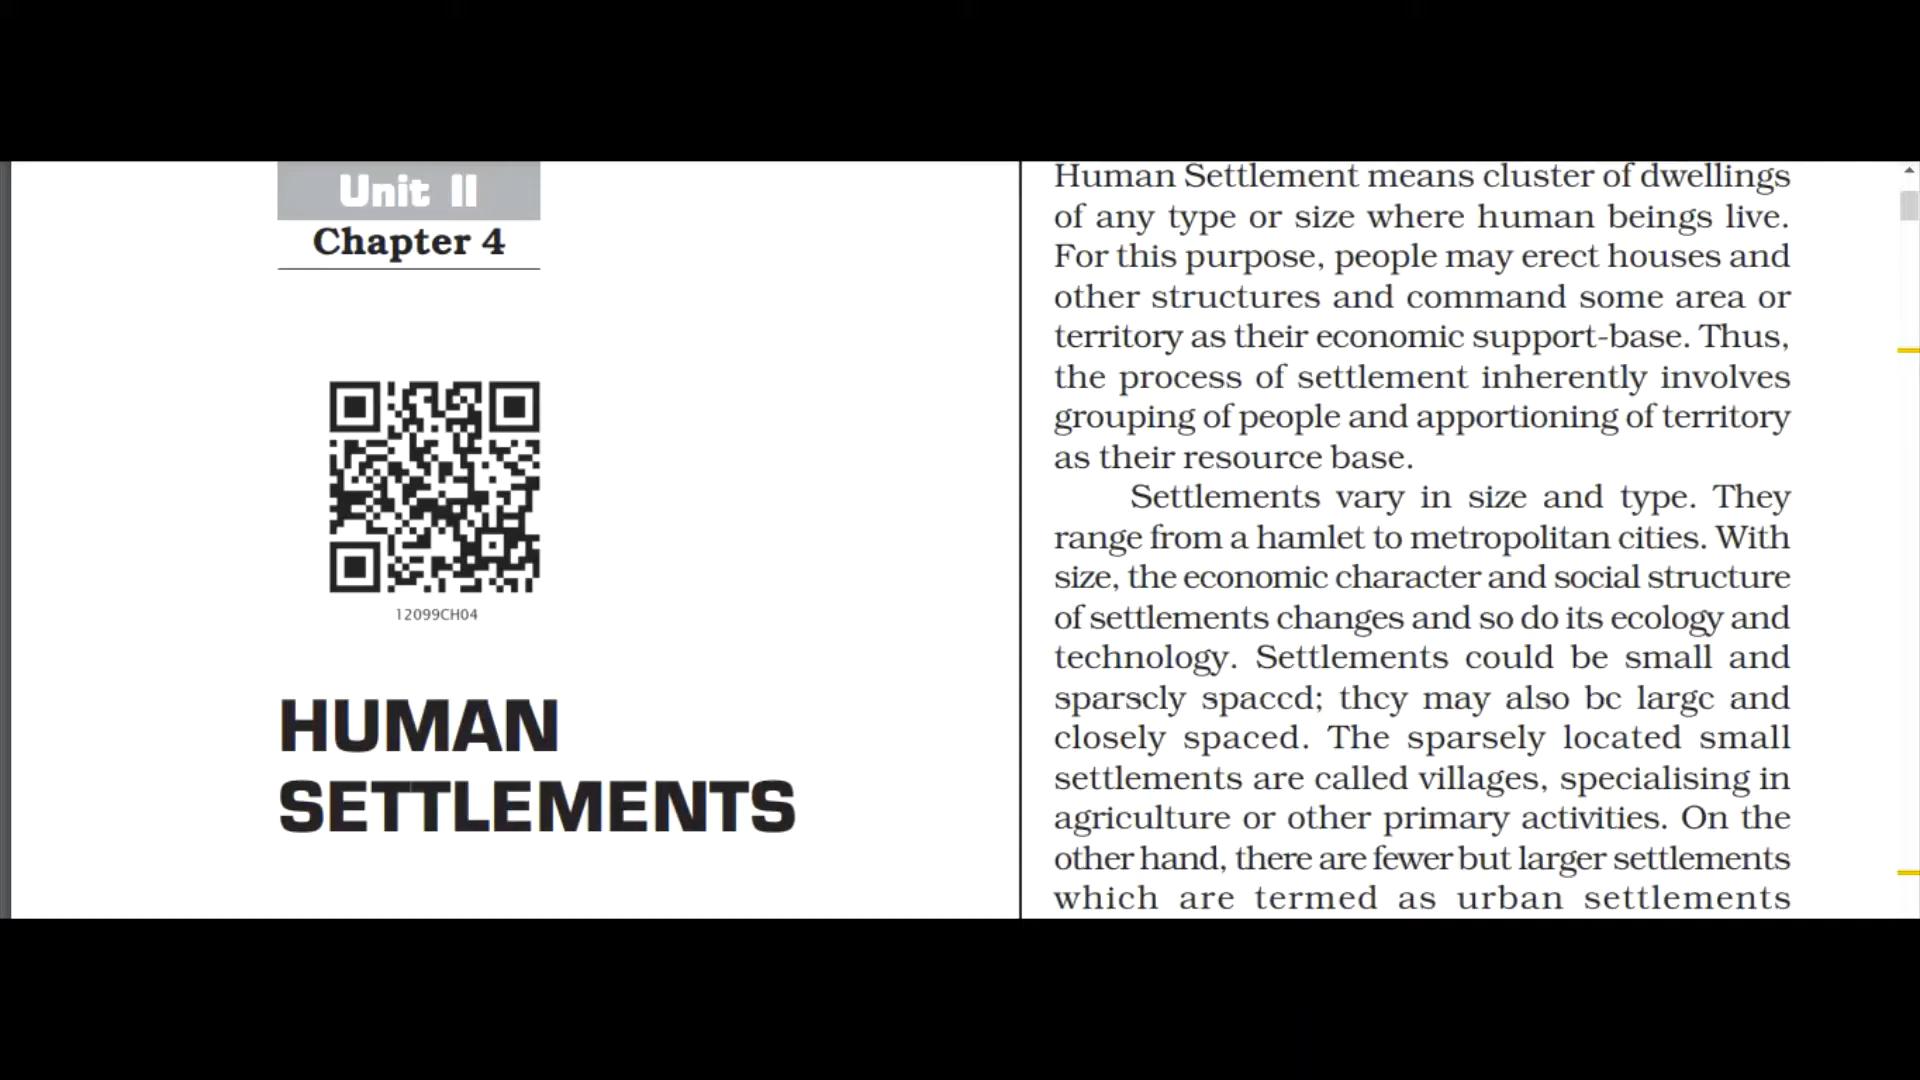 Unit II
Chapter 4
12099CH04
HUMAN
SETTLEMENTS
Human Settlement means cluster of dwellings
of any type or size where human beings live.
For this purpose, people may erect houses and
other structures and command some area or
territory as their economic support-base. Thus,
the process of settlement inherently involves
grouping of people and apportioning of territory
as their resource base.
Settlements vary in size and type. They
range from a hamlet to metropolitan cities. With
size, the economic character and social structure
of settlements changes and so do its ecology and
technology. Settlements could be small and
sparsely spaced; they may also be large and
closely spaced. The sparsely located small
settlements are called villages, specialising in
agriculture or other primary activities. On the
other hand, there are fewer but larger settlements
which are termed as urban settlements